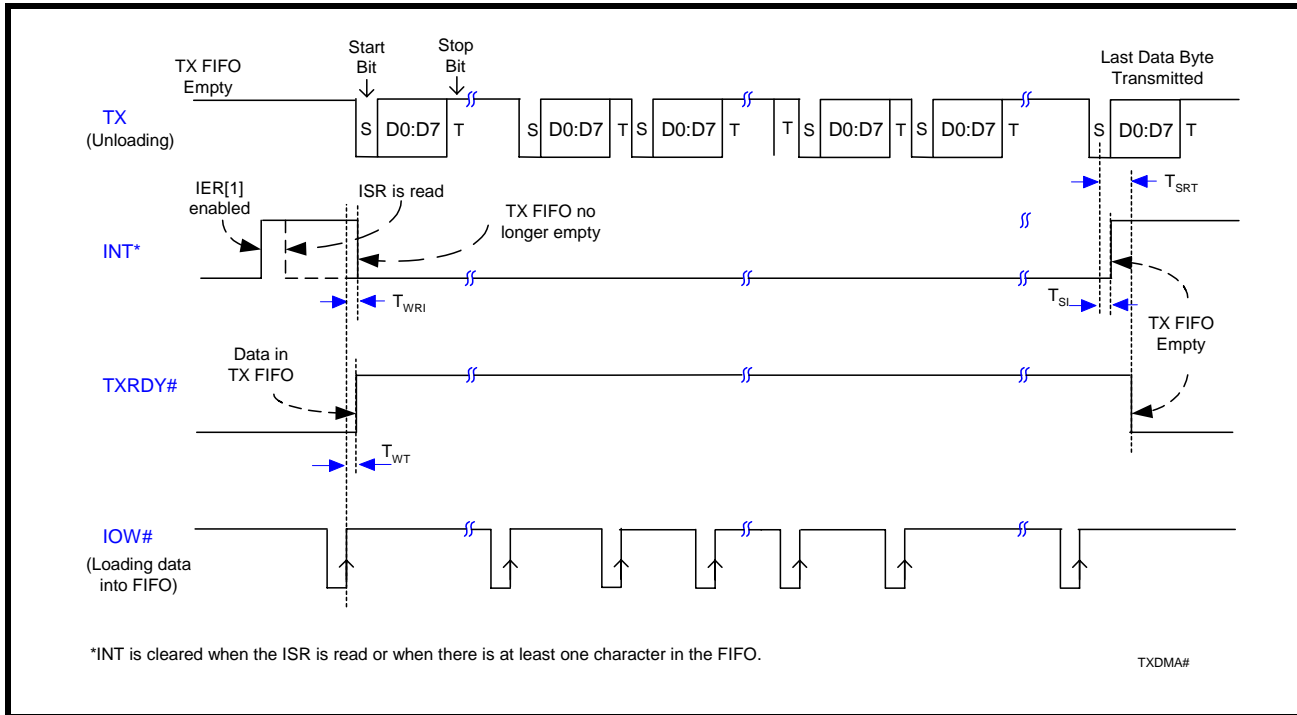 TX FIFO
Empty
Start
Bit
Stop
Bit
Last Data Byte
Transmitted
TX
(Unloading)
S D0:D7 T S D0:D7 T S D0:D7 T T S D0:D7 T S D0:D7 T S D0:D7 T
TSRT
IER[1]
enabled
ISR is read
TX FIFO no
longer empty
INT*
TWRI
TSI
TX FIFO
Empty
Data in
TX FIFO
TXRDY#
TWT
IOW#
(Loading data
into FIFO)
*INT is cleared when the ISR is read or when there is at least one character in the FIFO.
TXDMA#